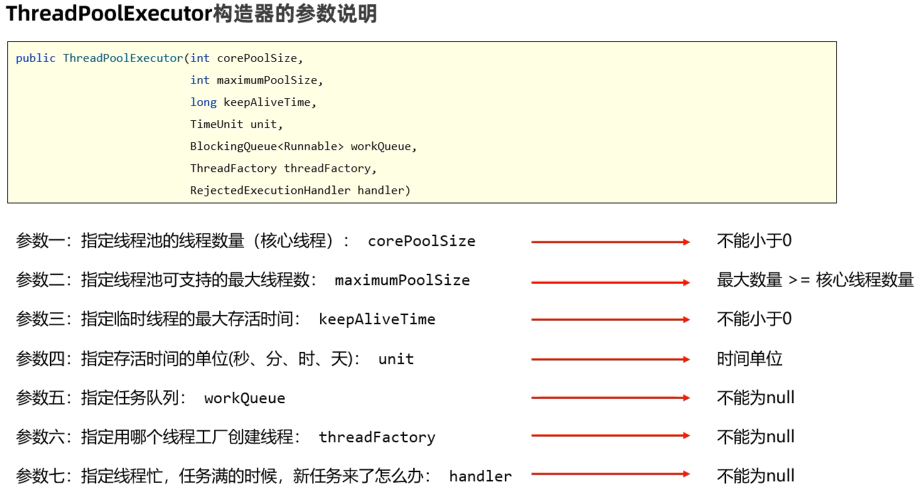 ThreadPoolExecutor构造器的参数说明
public ThreadPoolExecutor(int corePoolSize,
int maximumPoolSize,
long keepAliveTime,
TimeUnit unit,
BlockingQueue<Runnable> workQueue,
ThreadFactory threadFactory,
RejectedExecutionHandler handler)
参数一：指定线程池的线程数量（核心线程）： corePoolSize 不能小于0
参数二：指定线程池可支持的最大线程数： maximumPoolSize 最大数量 >= 核心线程数量
参数三：指定临时线程的最大存活时间： keepAliveTime 不能小于0
参数四：指定存活时间的单位(秒、分、时、天)： unit 时间单位
参数五：指定任务队列： workQueue 不能为null
参数六：指定用哪个线程工厂创建线程： threadFactory 不能为null
参数七：指定线程忙，任务满的时候，新任务来了怎么办： handler 不能为null